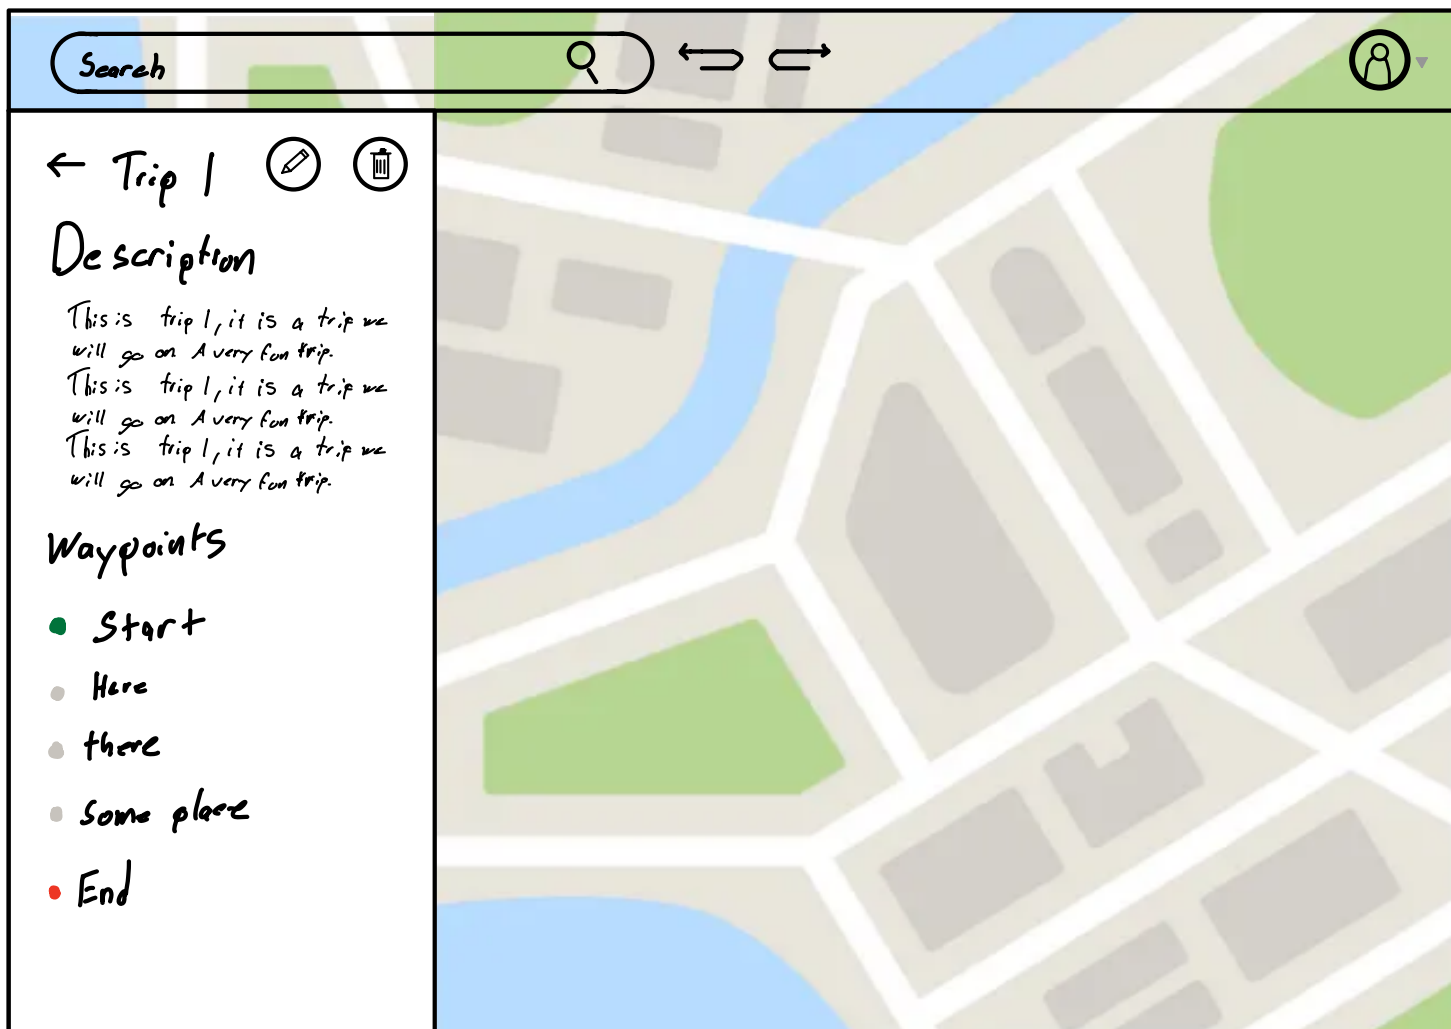 Search
Trip 1
Description
This is trip 1, it is a trip we
will go on A very fun trip.
This is trip 1, it is a trip we
will go on A very fun trip.
This is trip 1, it is a trip we
will go on A very fun trip.
Waypoints
Start
Here
there
some place
End